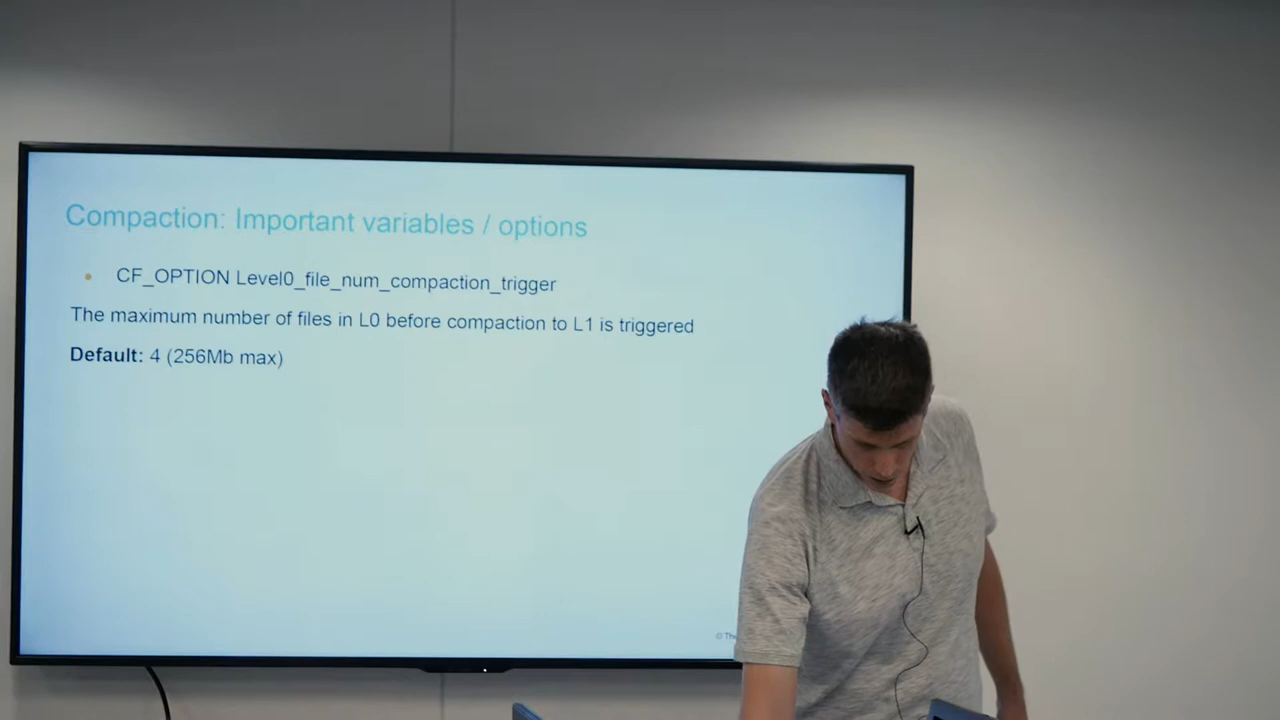 Compaction: Important variables / options
• CF_OPTION Level0_file_num_compaction_trigger
The maximum number of files in L0 before compaction to L1 is triggered
Default: 4 (256Mb max)
©